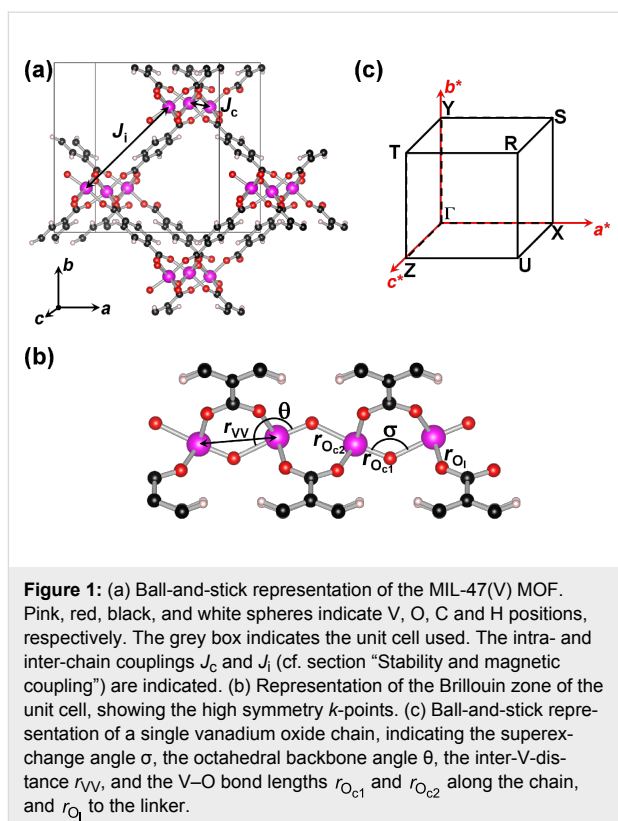 (a)
(c)
b*
Y
S
J_c
J_i
T
R
Γ
X
a*
Z
U
c*
b
c
a
(b)
θ
r_VV
σ
r_Oc2
r_Oc1
r_Ol
Figure 1: (a) Ball-and-stick representation of the MIL-47(V) MOF.
Pink, red, black, and white spheres indicate V, O, C and H positions,
respectively. The grey box indicates the unit cell used. The intra- and
inter-chain couplings J_c and J_i (cf. section “Stability and magnetic
coupling”) are indicated. (b) Representation of the Brillouin zone of the
unit cell, showing the high symmetry k-points. (c) Ball-and-stick repre-
sentation of a single vanadium oxide chain, indicating the superex-
change angle σ, the octahedral backbone angle θ, the inter-V-dis-
tance r_VV, and the V–O bond lengths r_Oc1 and r_Oc2 along the chain,
and r_Ol to the linker.